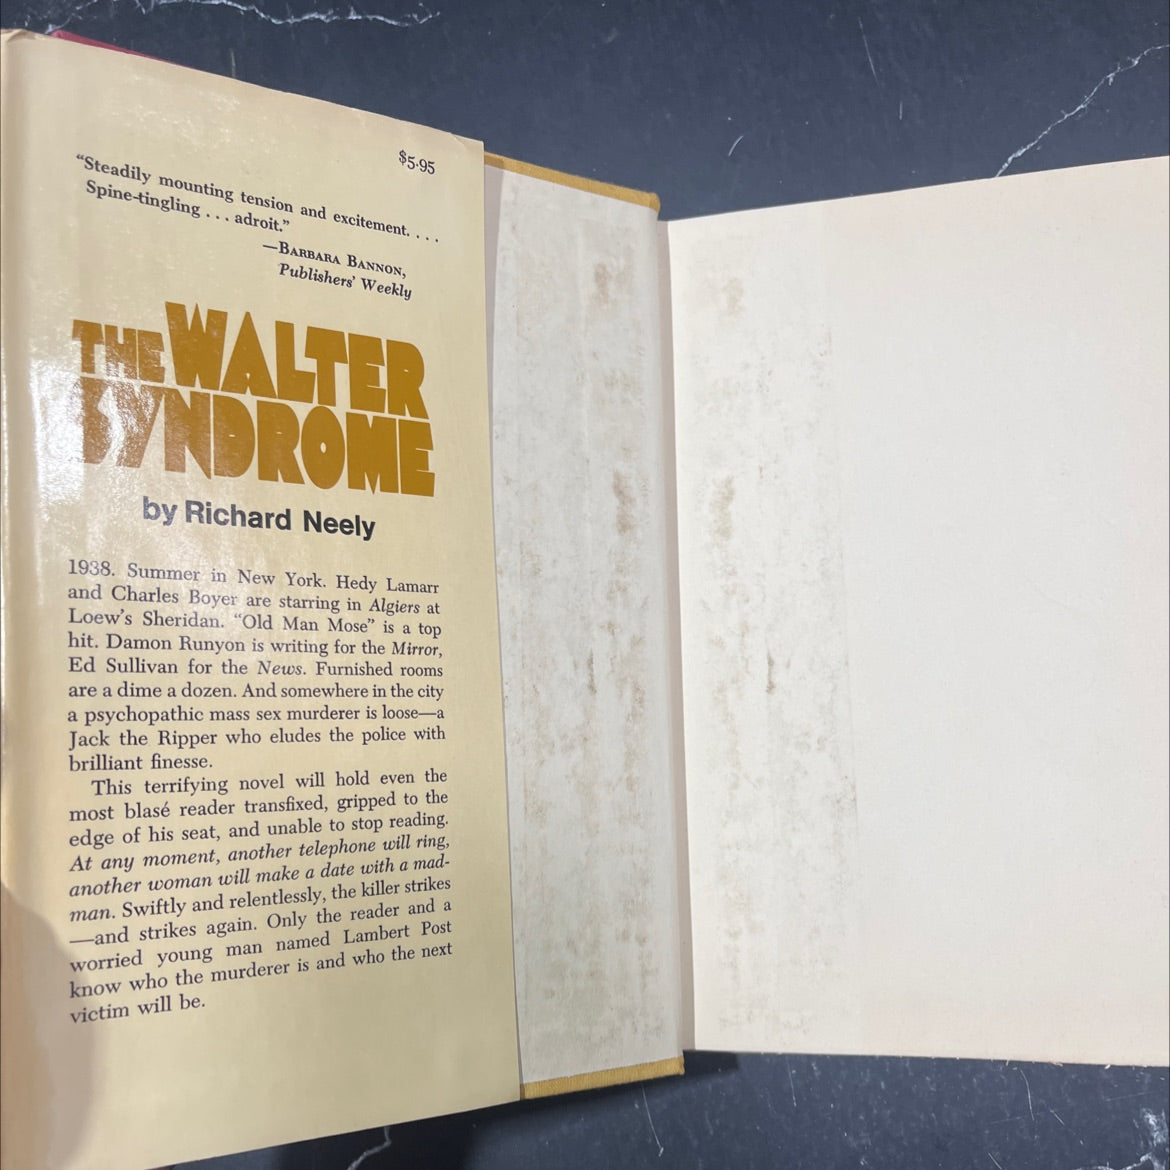 $5.95
“Steadily mounting tension and excitement. . . .
Spine-tingling . . . adroit.”
—BARBARA BANNON,
Publishers’ Weekly
THE WALTER
SYNDROME
by Richard Neely
1938. Summer in New York. Hedy Lamarr
and Charles Boyer are starring in Algiers at
Loew’s Sheridan. “Old Man Mose” is a top
hit. Damon Runyon is writing for the Mirror,
Ed Sullivan for the News. Furnished rooms
are a dime a dozen. And somewhere in the city
a psychopathic mass sex murderer is loose—a
Jack the Ripper who eludes the police with
brilliant finesse.
This terrifying novel will hold even the
most blasé reader transfixed, gripped to the
edge of his seat, and unable to stop reading.
At any moment, another telephone will ring,
another woman will make a date with a mad-
man. Swiftly and relentlessly, the killer strikes
—and strikes again. Only the reader and a
worried young man named Lambert Post
know who the murderer is and who the next
victim will be.